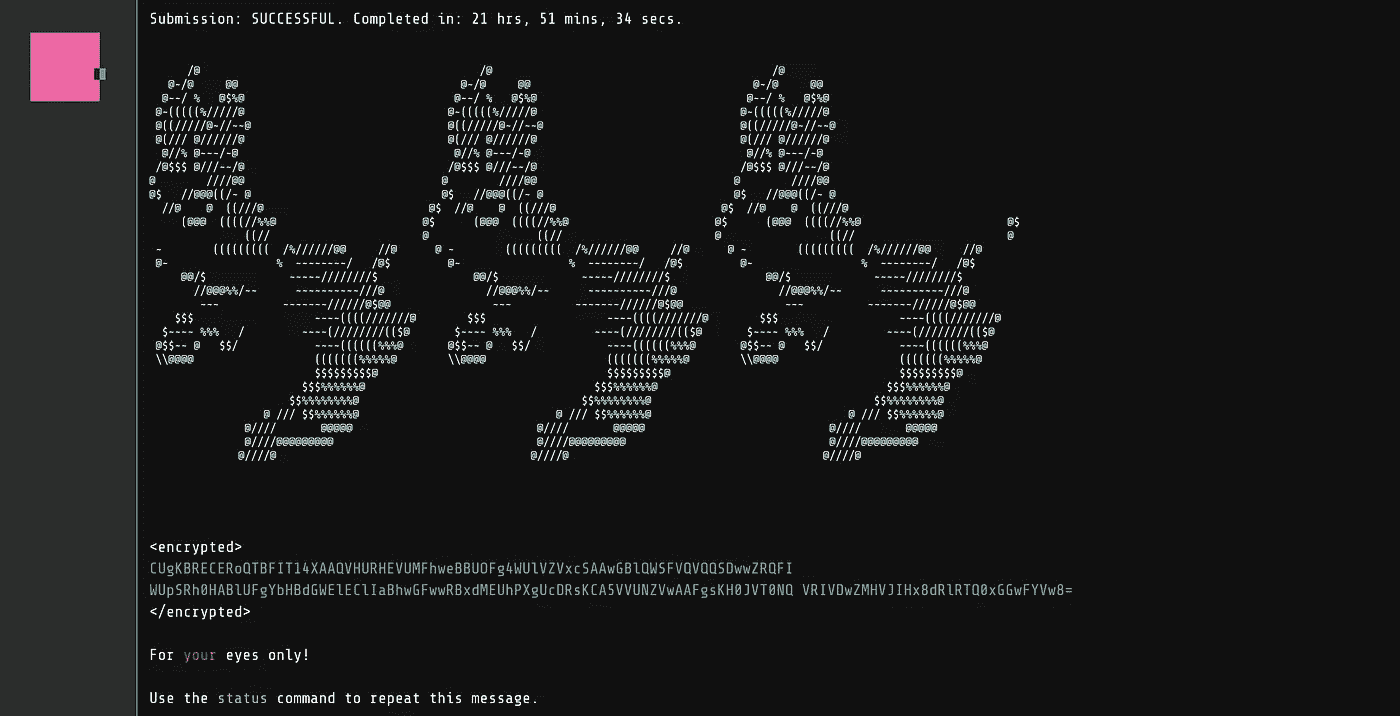 Submission: SUCCESSFUL. Completed in: 21 hrs, 51 mins, 34 secs.
<encrypted>
CUgKBRECERoQTBFIT14XAAQVHURHEVUMFhweBBUOFg4WUlVZVxcSAAwGBlQWSFVQVQQSDwwZRQFI
WUpSRh0HABlUFgYbHBdGWElEClIaBhwGFwwRBxdMEUhPXgUcDRsKCA5VVUNZVwAAFgsKH0JVT0NQ VRIVDwZMHVJIHx8dRlRTQ0xGGwFYVw8=
</encrypted>
For your eyes only!
Use the status command to repeat this message.